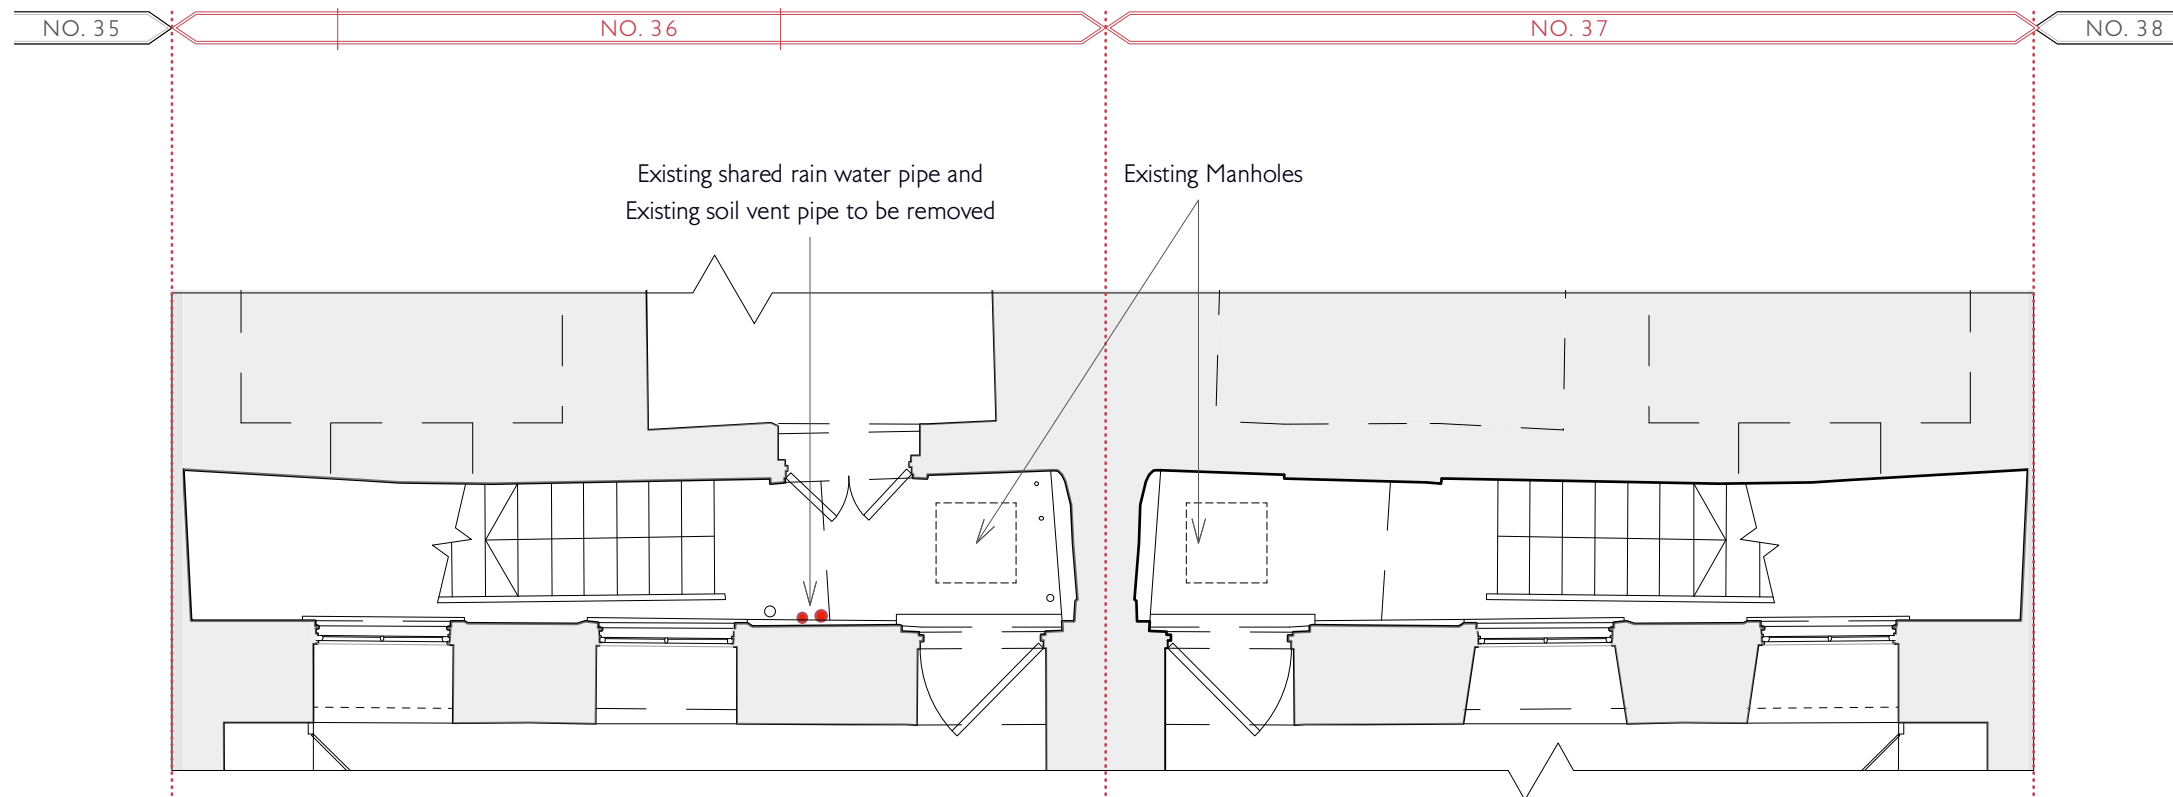 NO. 35
NO. 36
NO. 37
NO. 38
Existing shared rain water pipe and
Existing soil vent pipe to be removed
Existing Manholes